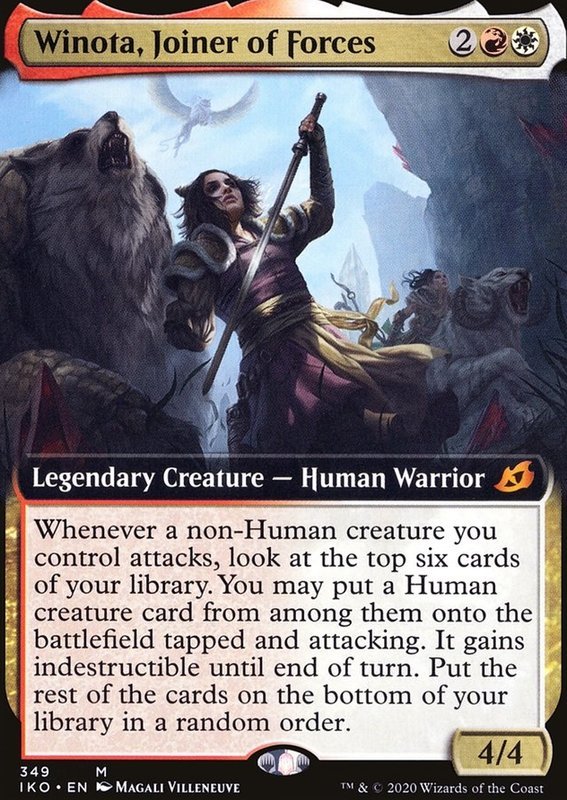 Winota, Joiner of Forces 2
Legendary Creature — Human Warrior
Whenever a non-Human creature you
control attacks, look at the top six cards
of your library. You may put a Human
creature card from among them onto the
battlefield tapped and attacking. It gains
indestructible until end of turn. Put the
rest of the cards on the bottom of your
library in a random order.
4/4
349 M
IKO • EN Magali Villeneuve ™ & © 2020 Wizards of the Coast